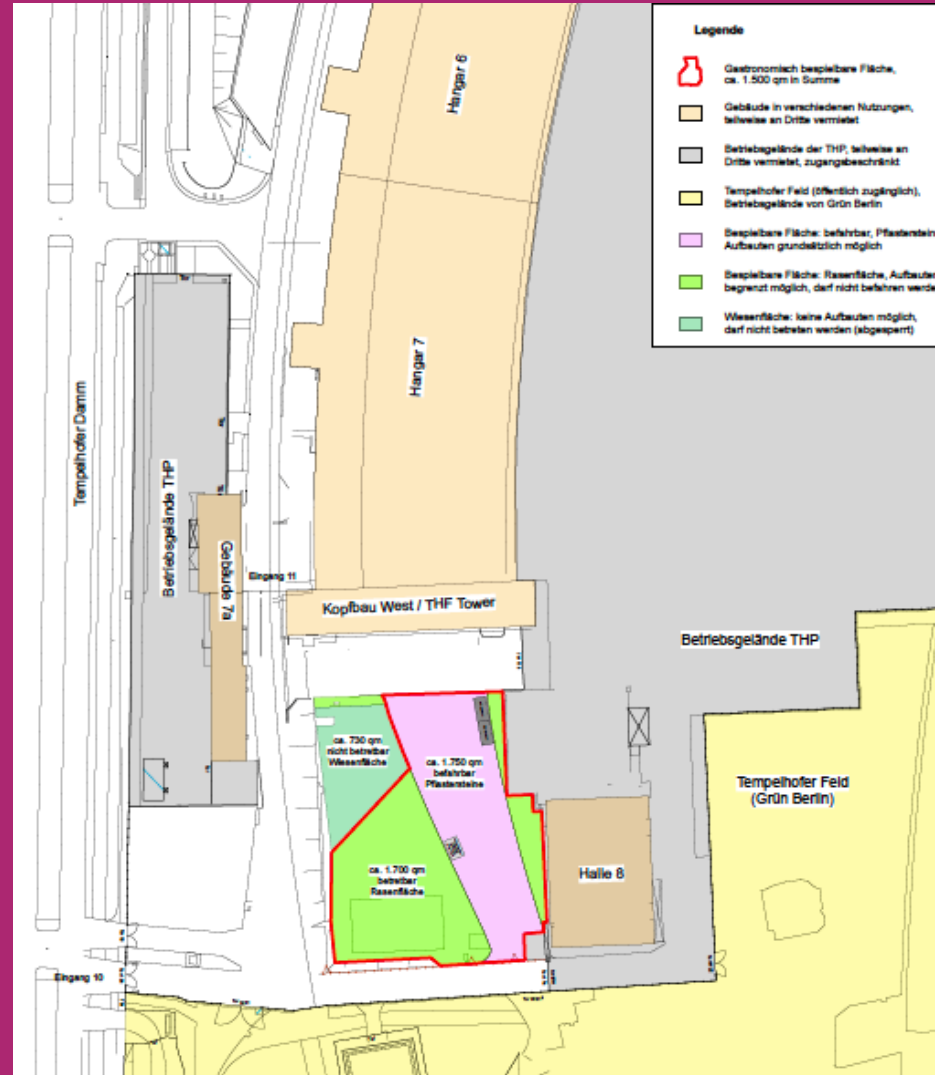 Legende
Gastronomisch bespielbare Fläche,
ca. 1.500 qm in Summe
Gebäude in verschiedenen Nutzungen,
teilweise an Dritte vermietet
Betriebsgelände der THP, teilweise an
Dritte vermietet, zugangsbeschränkt
Tempelhofer Feld (öffentlich zugänglich),
Betriebsgelände von Grün Berlin
Bespielbare Fläche: befahrbar, Pflasterstein
Aufbauten grundsätzlich möglich
Bespielbare Fläche: Rasenfläche, Aufbauten
begrenzt möglich, darf nicht befahren werde
Wiesenfläche: keine Aufbauten möglich,
darf nicht betreten werden (abgesperrt)
Hangar 6
Hangar 7
Tempelhofer Damm
Betriebsgelände THP
Gebäude 7a
Eingang 11
Kopfbau West / THF Tower
Betriebsgelände THP
ca. 730 qm
nicht betretbar
Wiesenfläche
ca. 1.750 qm
befahrbar
Pflastersteine
ca. 1.700 qm
betretbar
Rasenfläche
Halle 8
Tempelhofer Feld
(Grün Berlin)
Eingang 10